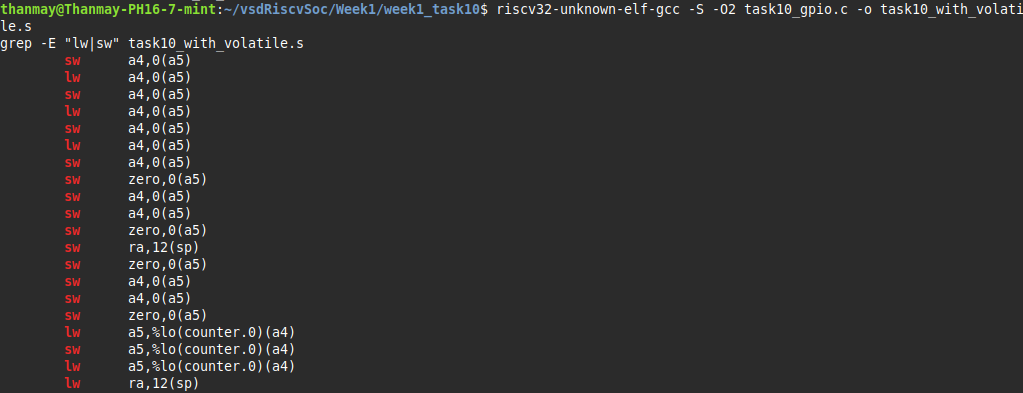 thanmay@Thanmay-PH16-7-mint:~/vsdRiscvSoc/Week1/week1_task10$ riscv32-unknown-elf-gcc -S -O2 task10_gpio.c -o task10_with_volati
le.s
grep -E "lw|sw" task10_with_volatile.s
sw a4,0(a5)
lw a4,0(a5)
sw a4,0(a5)
lw a4,0(a5)
sw a4,0(a5)
lw a4,0(a5)
sw a4,0(a5)
sw zero,0(a5)
sw a4,0(a5)
sw a4,0(a5)
sw zero,0(a5)
sw ra,12(sp)
sw zero,0(a5)
sw a4,0(a5)
sw a4,0(a5)
sw zero,0(a5)
lw a5,%lo(counter.0)(a4)
sw a5,%lo(counter.0)(a4)
lw a5,%lo(counter.0)(a4)
lw ra,12(sp)